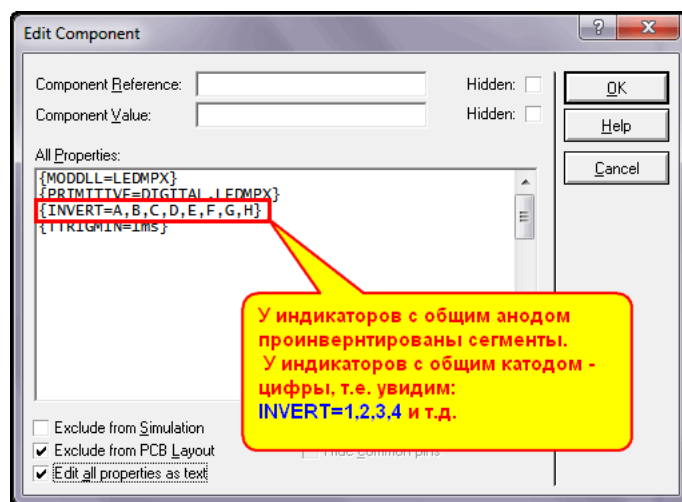 Edit Component
Component Reference:
Hidden:
OK
Component Value:
Hidden:
Help
All Properties:
Cancel
{MODDLL=LEDMPX}
{PRIMITIVE=DIGITAL,LEDMPX}
{INVERT=A,B,C,D,E,F,G,H}
{TTRIGMIN=1ms}
У индикаторов с общим анодом
проинвернтированы сегменты.
У индикаторов с общим катодом -
цифры, т.е. увидим:
INVERT=1,2,3,4 и т.д.
Exclude from Simulation
Exclude from PCB Layout
Hide Common pins
Edit all properties as text